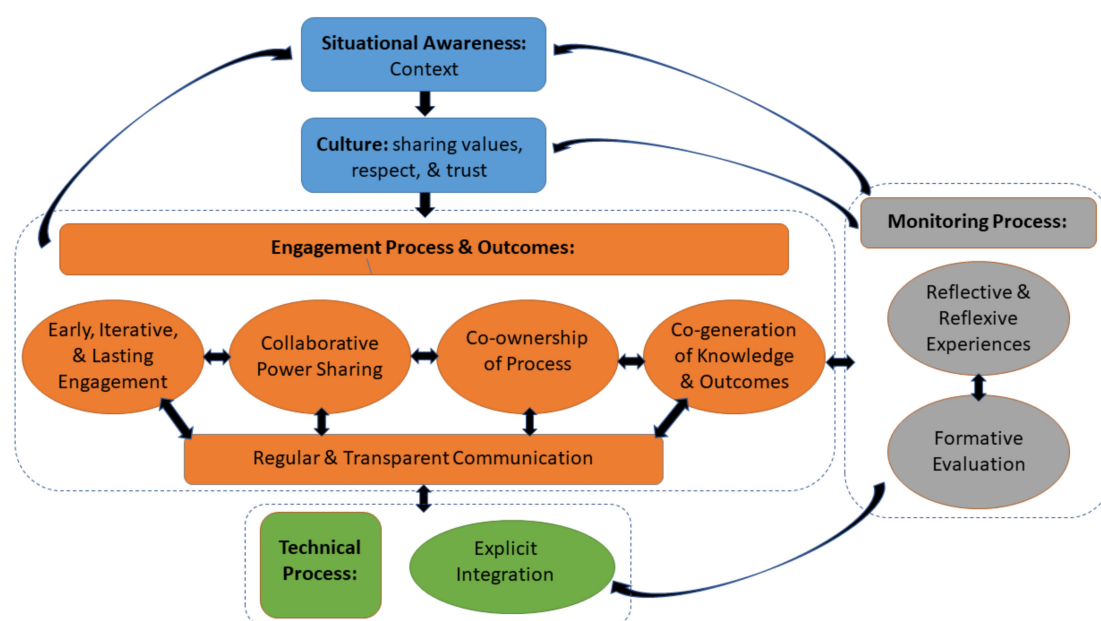 Situational Awareness:
Context
Culture: sharing values,
respect, & trust
Engagement Process & Outcomes:
Early, Iterative,
& Lasting
Engagement
Collaborative
Power Sharing
Co-ownership
of Process
Co-generation
of Knowledge
& Outcomes
Regular & Transparent Communication
Technical
Process:
Explicit
Integration
Monitoring Process:
Reflective &
Reflexive
Experiences
Formative
Evaluation